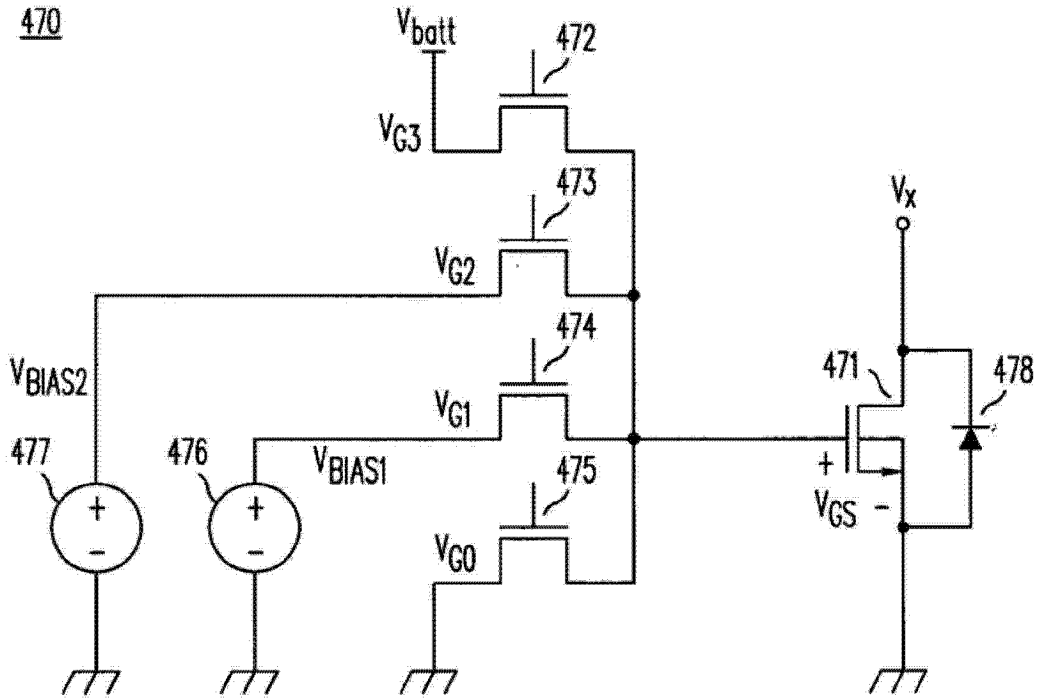 470
Vbatt
472
VG3
473
VG2
VX
474
VBIAS2
VG1
471
478
477
476
VBIAS1
475
+
VGS -
+
-
+
-
VG0